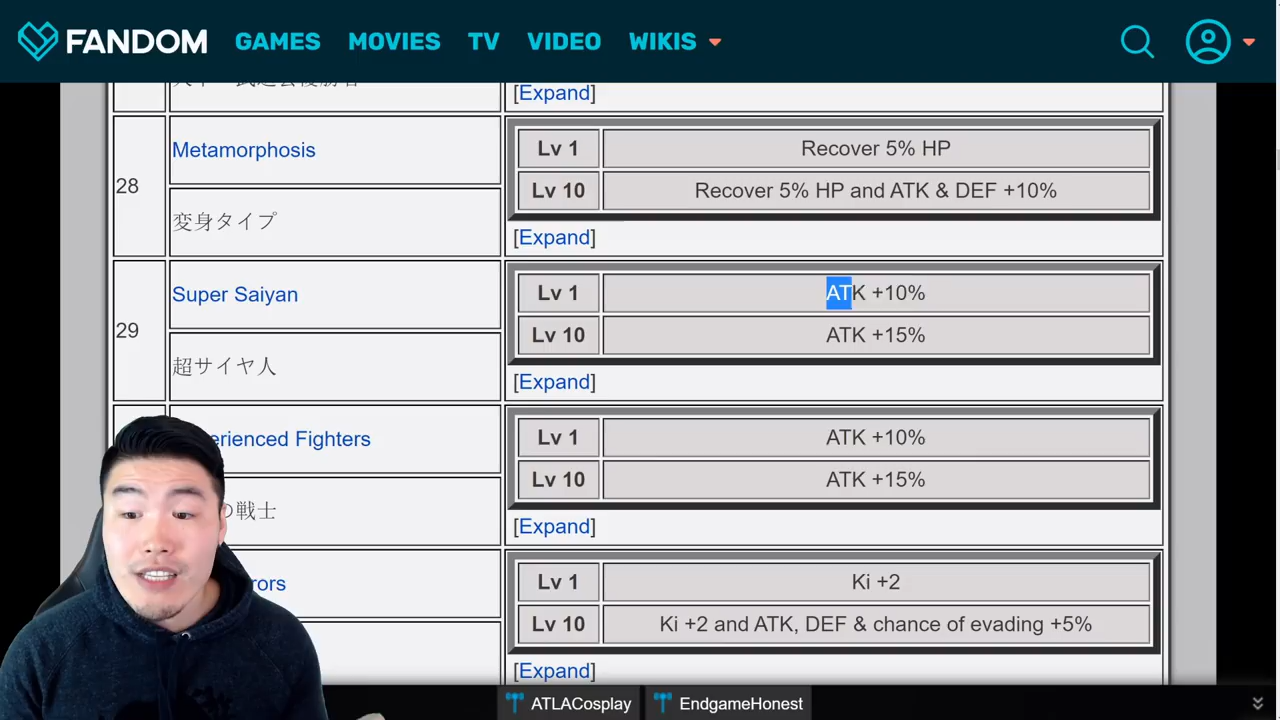 FANDOM GAMES MOVIES TV VIDEO WIKIS
[Expand]
28
Metamorphosis
変身タイプ
Lv 1 Recover 5% HP
Lv 10 Recover 5% HP and ATK & DEF +10%
[Expand]
29
Super Saiyan
超サイヤ人
Lv 1 ATK +10%
Lv 10 ATK +15%
[Expand]
erienced Fighters
の戦士
Lv 1 ATK +10%
Lv 10 ATK +15%
[Expand]
rors
Lv 1 Ki +2
Lv 10 Ki +2 and ATK, DEF & chance of evading +5%
[Expand]
ATLACosplay EndgameHonest